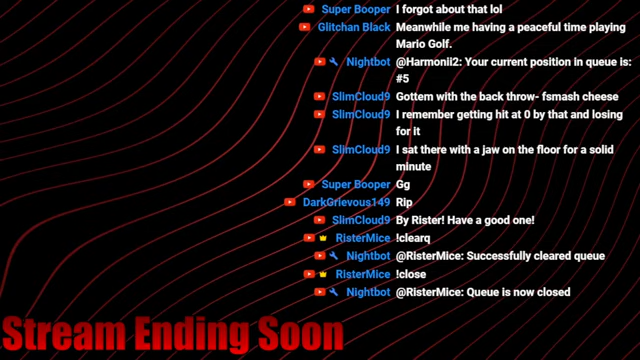 Super Booper I forgot about that lol
Glitchan Black Meanwhile me having a peaceful time playing
Mario Golf.
Nightbot @Harmonii2: Your current position in queue is:
#5
SlimCloud9 Gottem with the back throw- fsmash cheese
SlimCloud9 I remember getting hit at 0 by that and losing
for it
SlimCloud9 I sat there with a jaw on the floor for a solid
minute
Super Booper Gg
DarkGrievous149 Rip
SlimCloud9 By Rister! Have a good one!
RisterMice !clearq
Nightbot @RisterMice: Successfully cleared queue
RisterMice !close
Nightbot @RisterMice: Queue is now closed
Stream Ending Soon